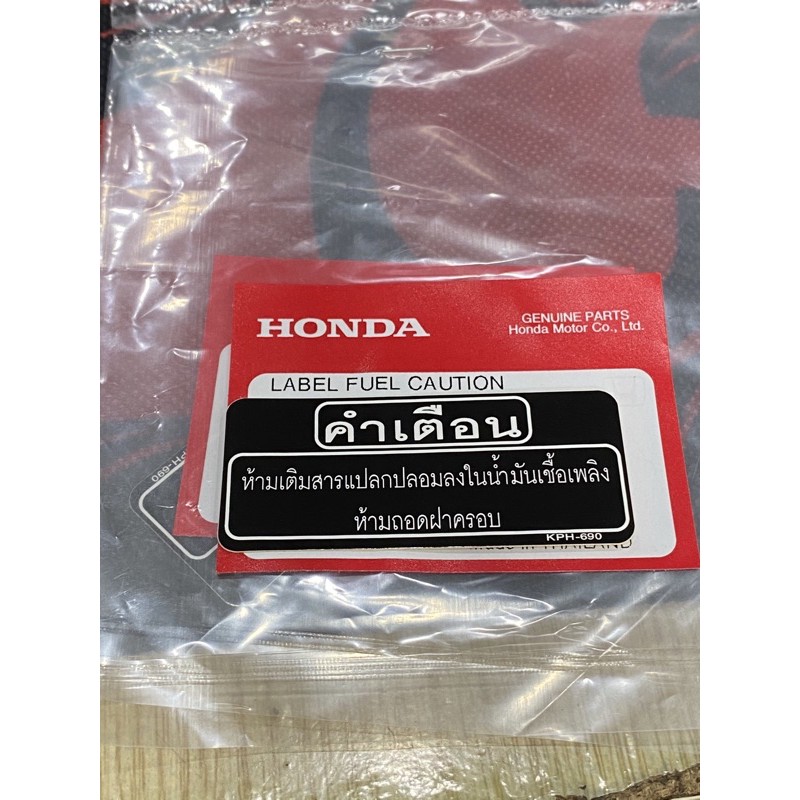 HONDA
GENUINE PARTS
Honda Motor Co., Ltd.
LABEL FUEL CAUTION
คำเตือน
ห้ามเติมสารแปลกปลอมลงในน้ำมันเชื้อเพลิง
ห้ามถอดฝาครอบ
KPH-690
THAILAND
PH-690